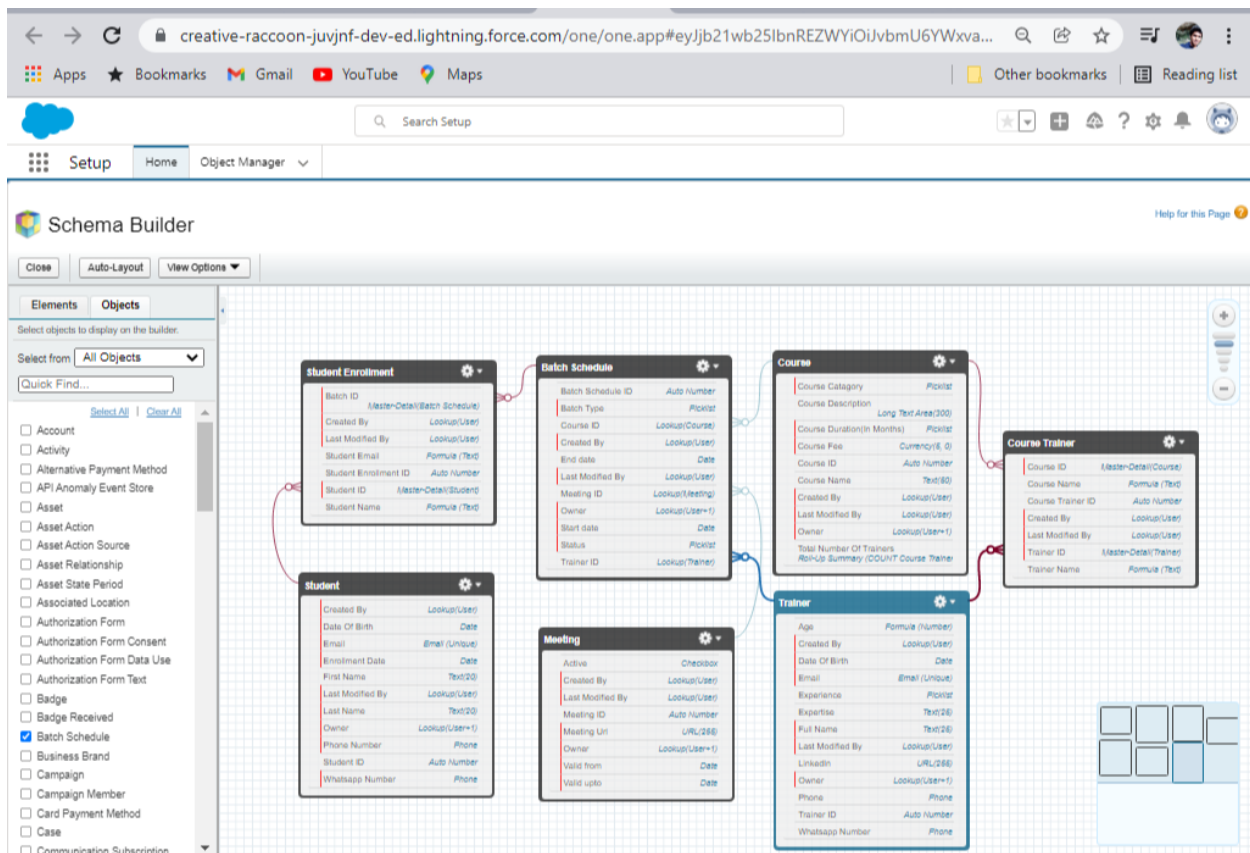 creative-raccoon-juvjnf-dev-ed.lightning.force.com/one/one.app#eyJjb21wb25lbnREZWYiOiJvbmU6YWxva...
Apps Bookmarks Gmail YouTube Maps Other bookmarks Reading list
Search Setup
Setup Home Object Manager
Schema Builder
Help for this Page
Close Auto-Layout View Options
Elements Objects
Select objects to display on the builder.
Select from All Objects
Quick Find...
Select All | Clear All
Account
Activity
Alternative Payment Method
API Anomaly Event Store
Asset
Asset Action
Asset Action Source
Asset Relationship
Asset State Period
Associated Location
Authorization Form
Authorization Form Consent
Authorization Form Data Use
Authorization Form Text
Badge
Badge Received
Batch Schedule
Business Brand
Campaign
Campaign Member
Card Payment Method
Case
Communication Subscription
Student Enrollment
Batch ID
Master-Detail(Batch Schedule)
Created By Lookup(User)
Last Modified By Lookup(User)
Student Email Formula (Text)
Student Enrollment ID Auto Number
Student ID Master-Detail(Student)
Student Name Formula (Text)
Student
Created By Lookup(User)
Date Of Birth Date
Email Email (Unique)
Enrollment Date Date
First Name Text(20)
Last Modified By Lookup(User)
Last Name Text(20)
Owner Lookup(User+1)
Phone Number Phone
Student ID Auto Number
Whatsapp Number Phone
Batch Schedule
Batch Schedule ID Auto Number
Batch Type Picklist
Course ID Lookup(Course)
Created By Lookup(User)
End date Date
Last Modified By Lookup(User)
Meeting ID Lookup(Meeting)
Owner Lookup(User+1)
Start date Date
Status Picklist
Trainer ID Lookup(Trainer)
Meeting
Active Checkbox
Created By Lookup(User)
Last Modified By Lookup(User)
Meeting ID Auto Number
Meeting Url URL(255)
Owner Lookup(User+1)
Valid from Date
Valid upto Date
Course
Course Catagory Picklist
Course Description
Long Text Area(200)
Course Duration(In Months) Picklist
Course Fee Currency(6, 0)
Course ID Auto Number
Course Name Text(80)
Created By Lookup(User)
Last Modified By Lookup(User)
Owner Lookup(User+1)
Total Number Of Trainers
Roll-Up Summary (COUNT Course Trainer
Trainer
Age Formula (Number)
Created By Lookup(User)
Date Of Birth Date
Email Email (Unique)
Experience Picklist
Expertise Text(25)
Full Name Text(25)
Last Modified By Lookup(User)
LinkedIn URL(255)
Owner Lookup(User+1)
Phone Phone
Trainer ID Auto Number
Whatsapp Number Phone
Course Trainer
Course ID Master-Detail(Course)
Course Name Formula (Text)
Course Trainer ID Auto Number
Created By Lookup(User)
Last Modified By Lookup(User)
Trainer ID Master-Detail(Trainer)
Trainer Name Formula (Text)